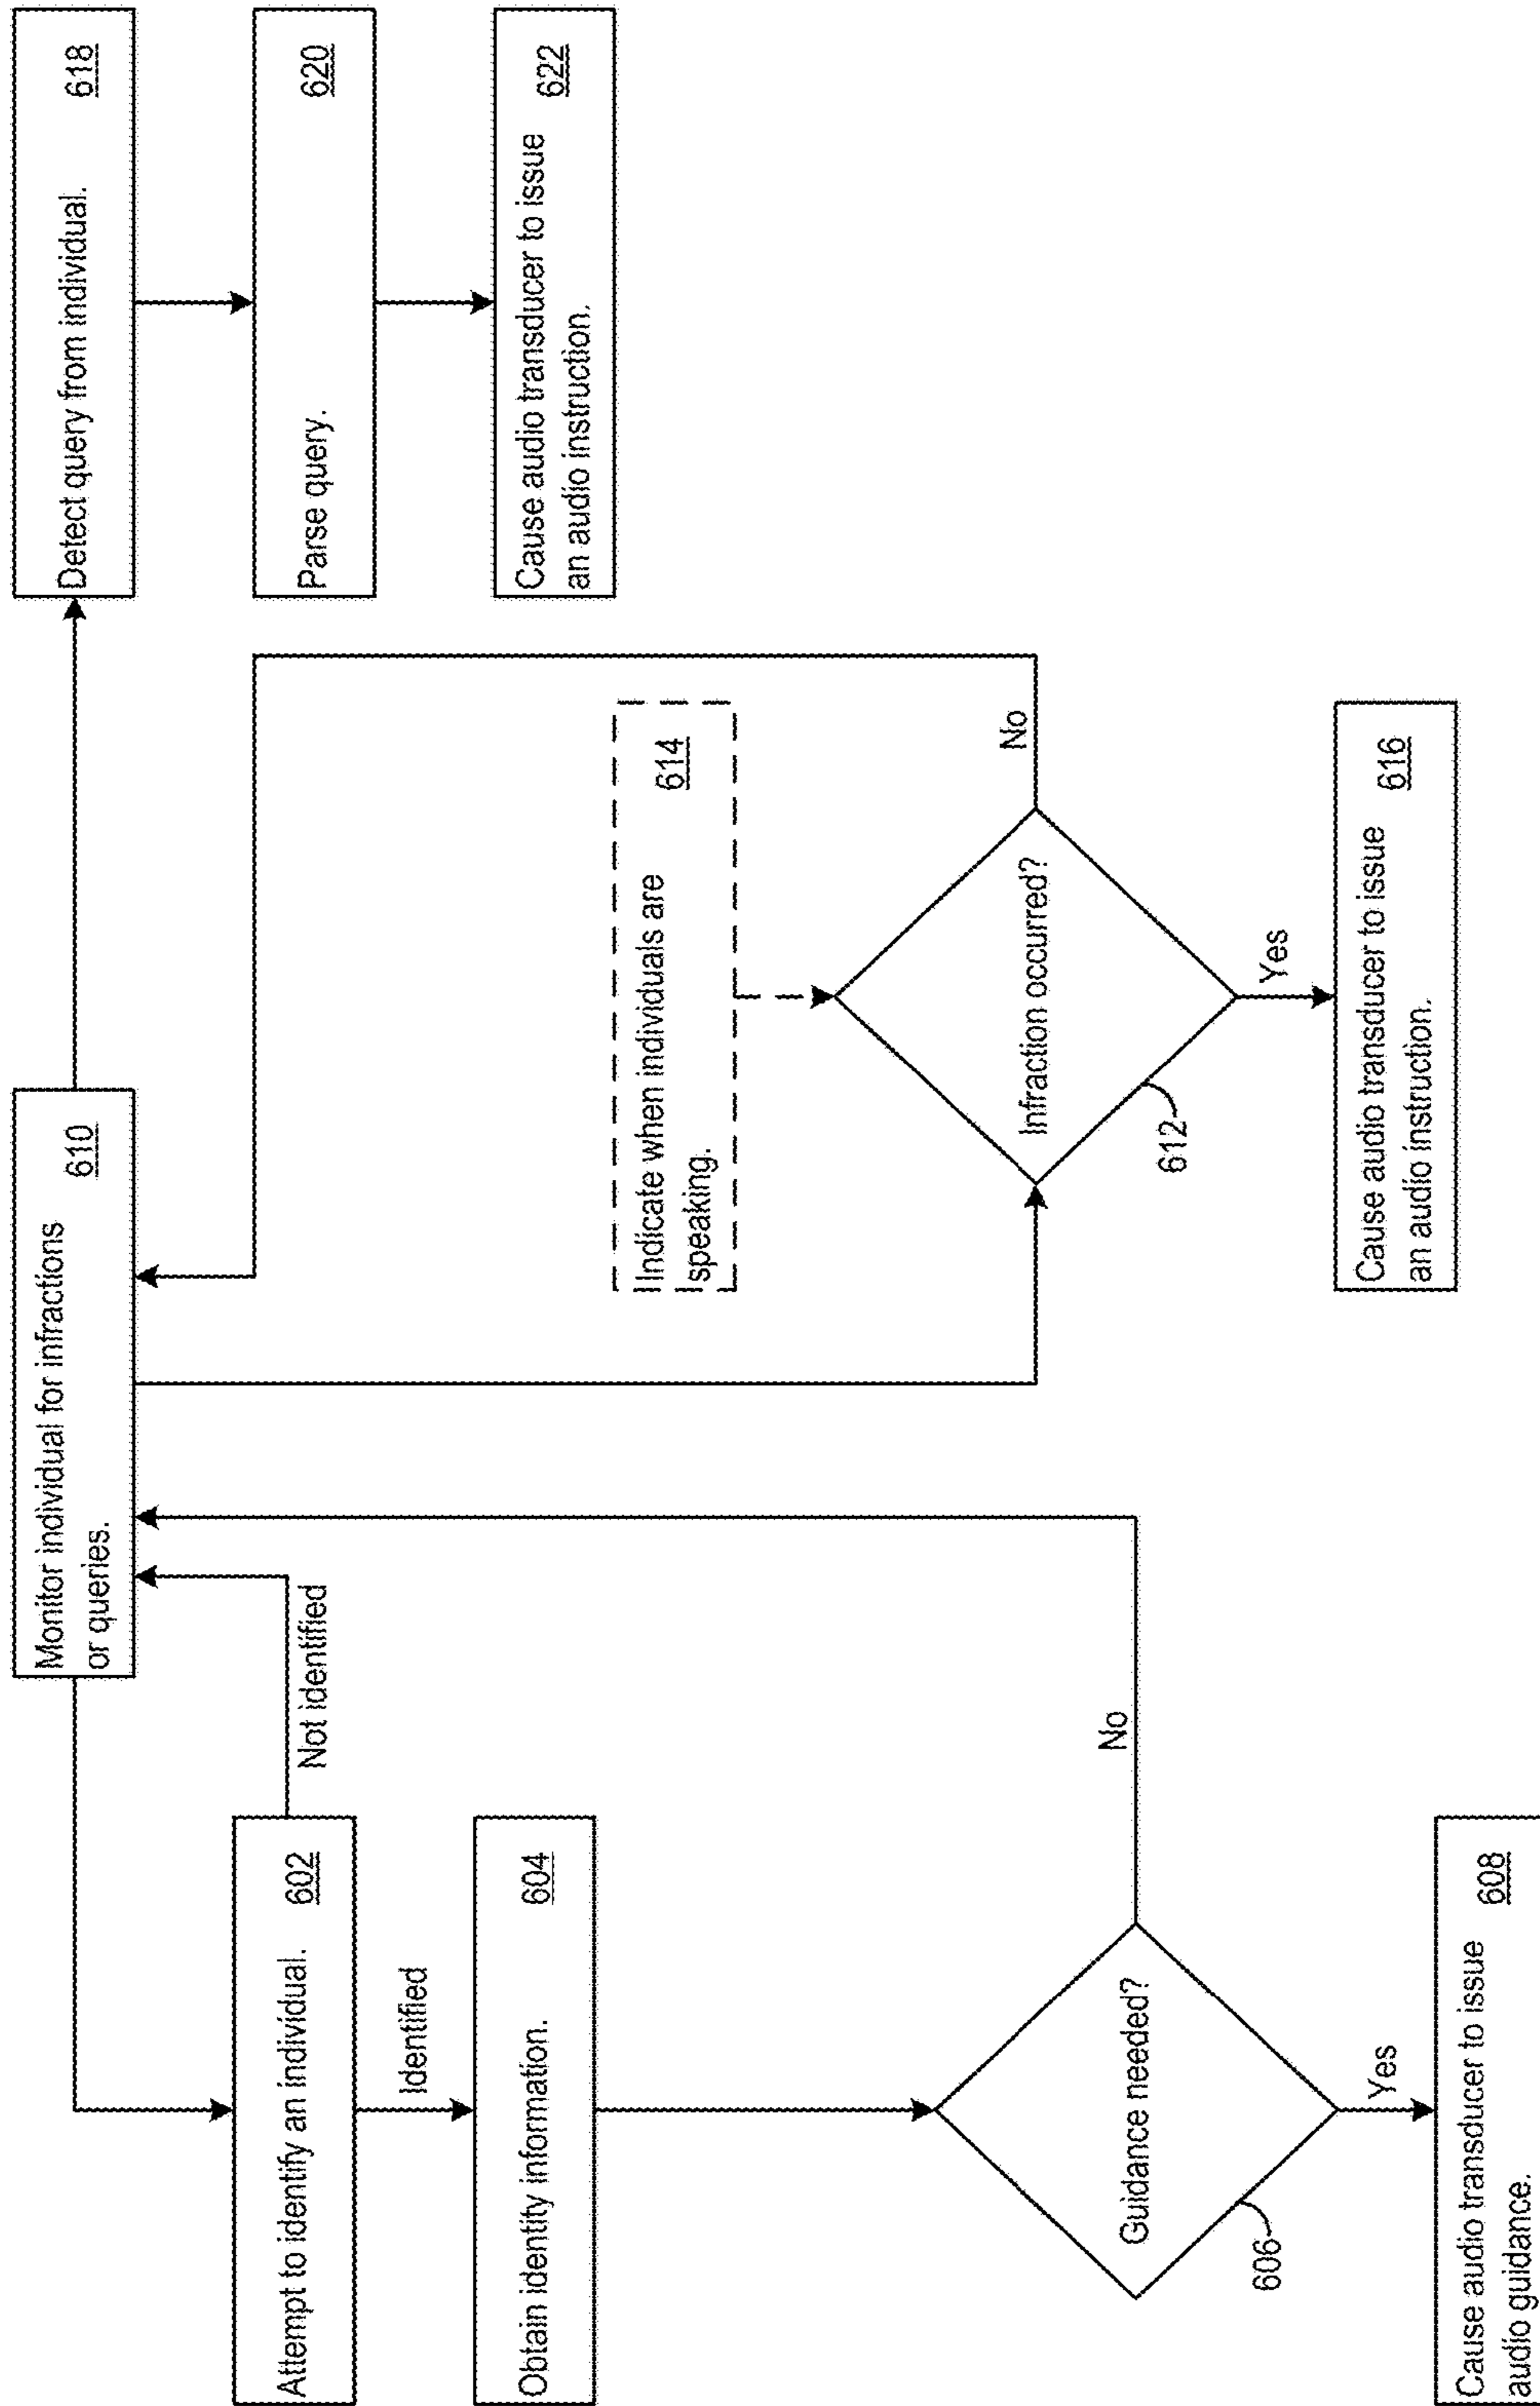 Monitor individual for infractions
or queries.
610
Attempt to identify an individual.
602
Not identified
Identified
Obtain identity information.
604
Guidance needed?
606
No
Yes
Cause audio transducer to issue
audio guidance.
608
Indicate when individuals are
speaking.
614
Infraction occurred?
612
No
Yes
Cause audio transducer to issue
an audio instruction.
616
Detect query from individual.
618
Parse query.
620
Cause audio transducer to issue
an audio instruction.
622